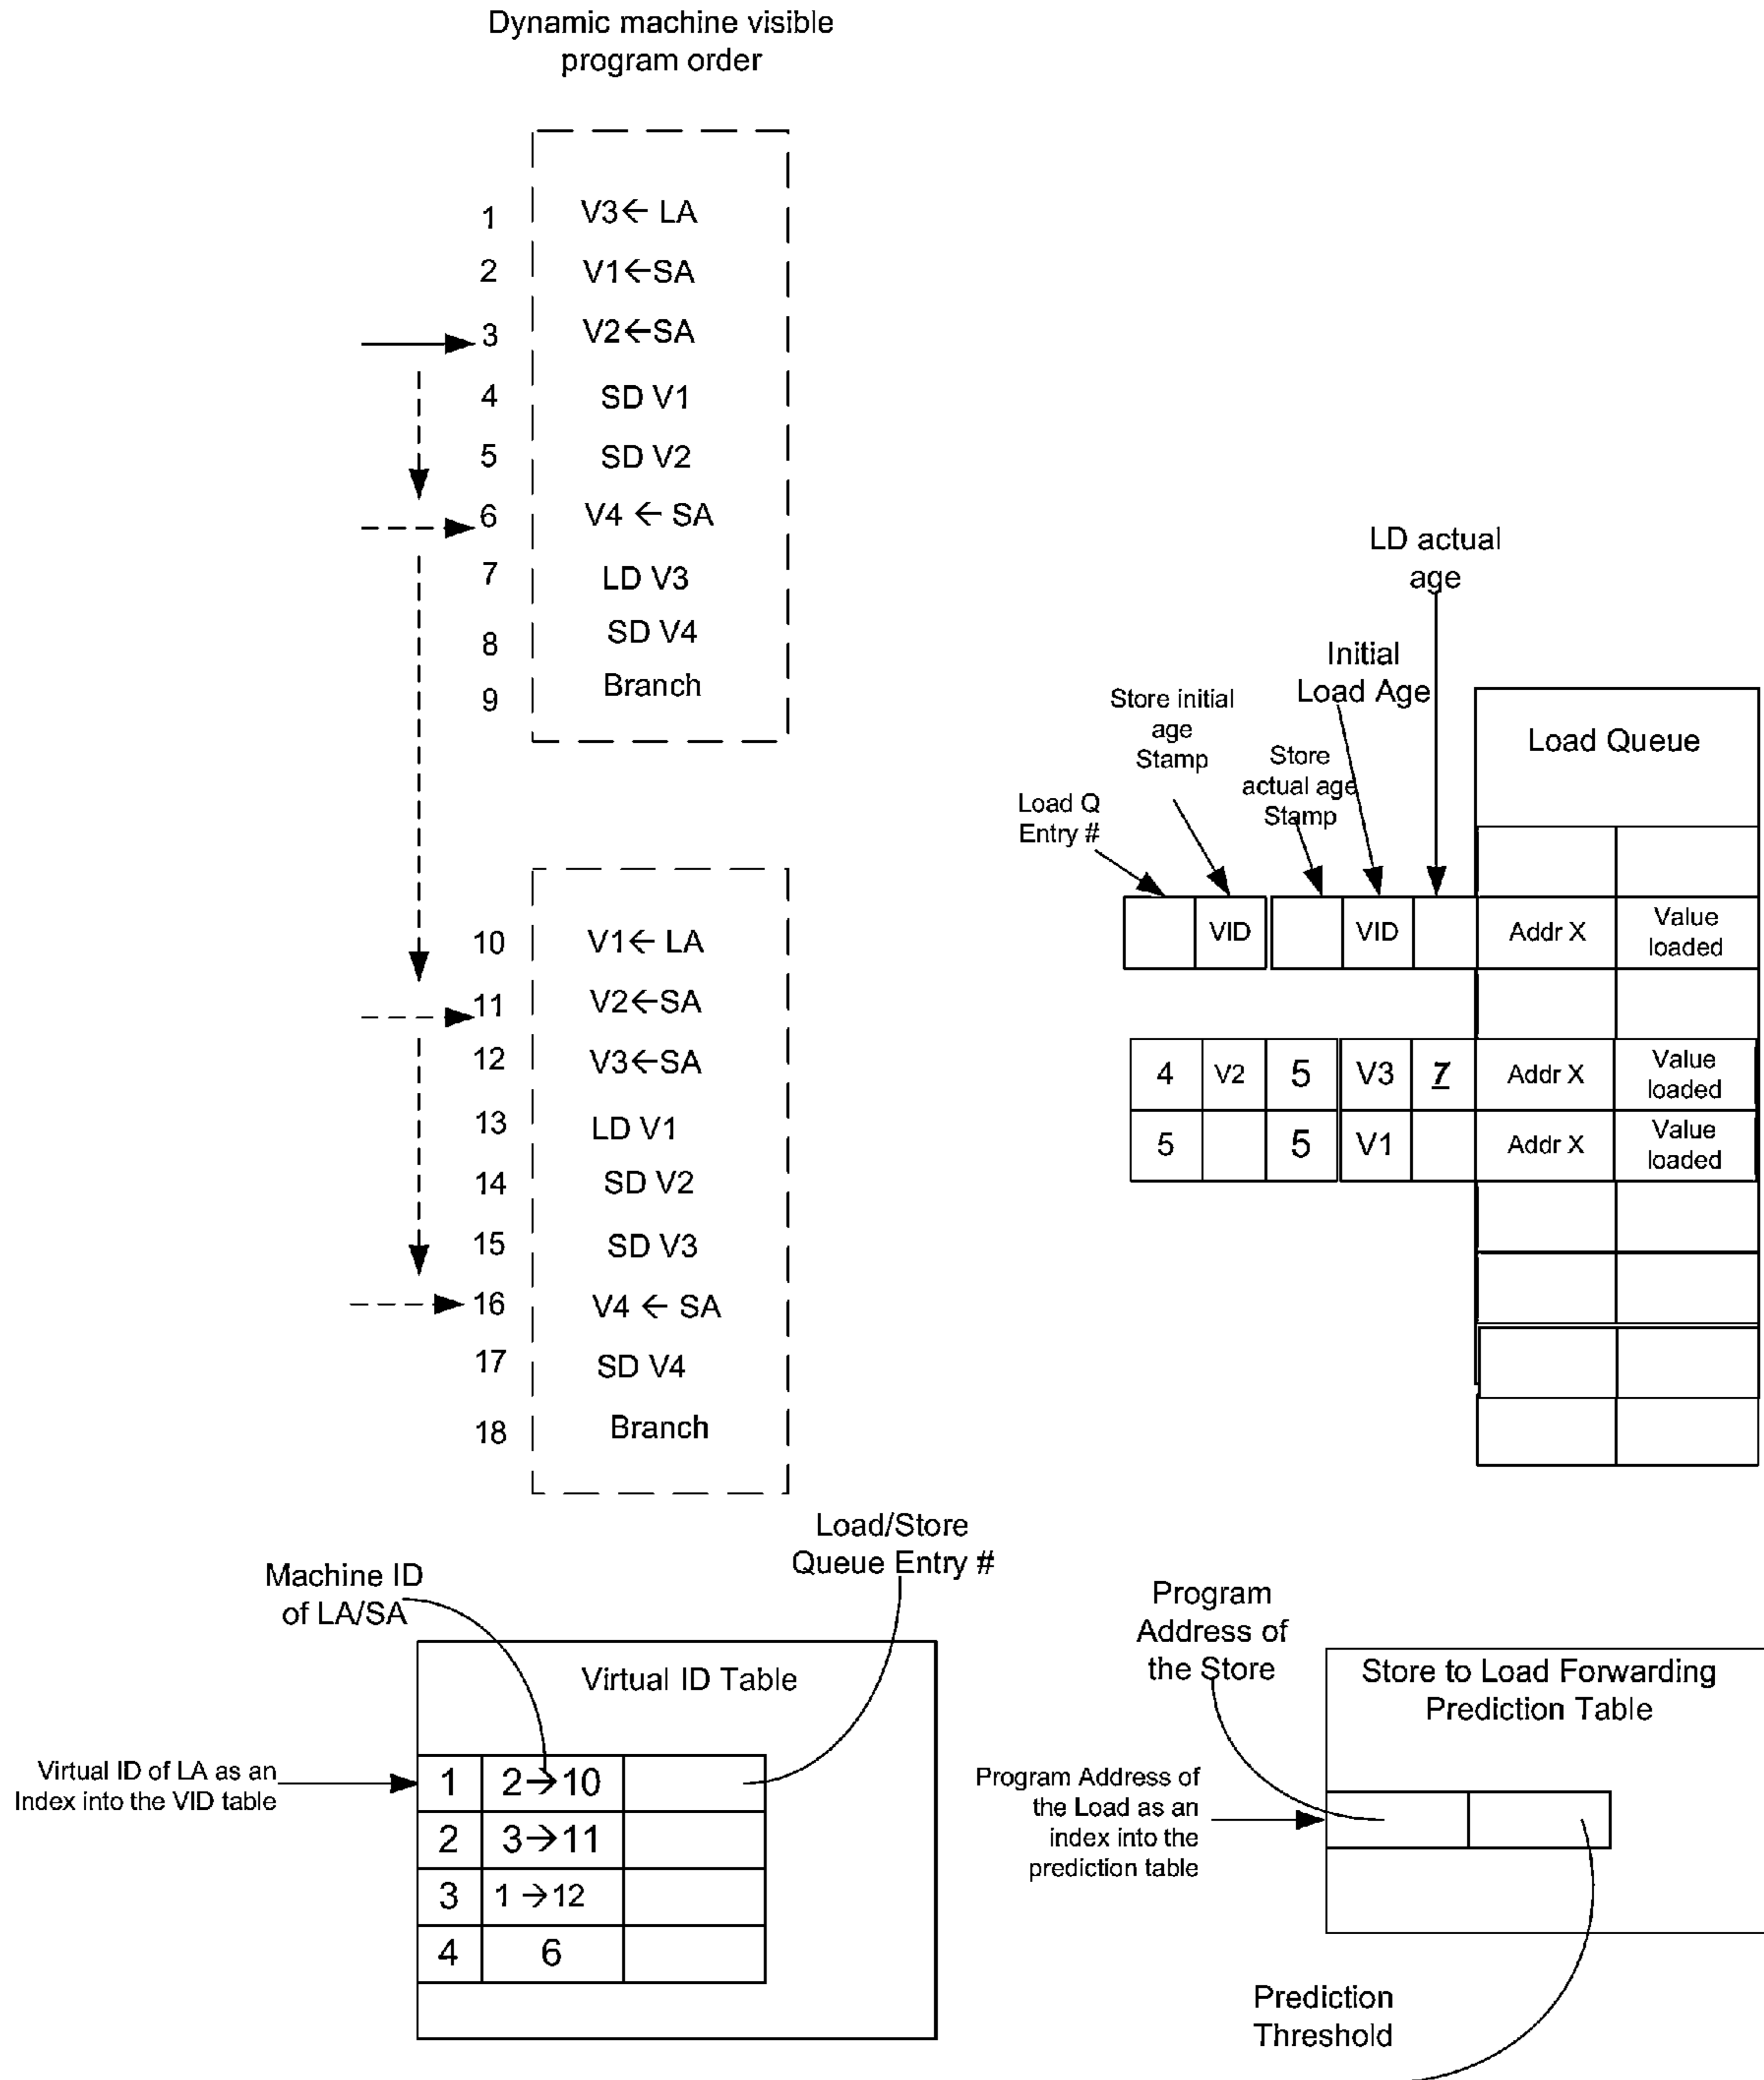 Dynamic machine visible
program order
1 V3← LA
2 V1←SA
3 V2←SA
4 SD V1
5 SD V2
6 V4 ← SA
7 LD V3
8 SD V4
9 Branch
10 V1← LA
11 V2←SA
12 V3←SA
13 LD V1
14 SD V2
15 SD V3
16 V4 ← SA
17 SD V4
18 Branch
LD actual
age
Initial
Load Age
Store initial
age
Stamp
Store
actual age
Stamp
Load Q
Entry #
Load Queue
VID VID Addr X Value
loaded
4 V2 5 V3 7 Addr X Value
loaded
5 5 V1 Addr X Value
loaded
Load/Store
Queue Entry #
Machine ID
of LA/SA
Virtual ID Table
Virtual ID of LA as an
Index into the VID table
1 2→10
2 3→11
3 1 →12
4 6
Program
Address of
the Store
Store to Load Forwarding
Prediction Table
Program Address of
the Load as an
index into the
prediction table
Prediction
Threshold